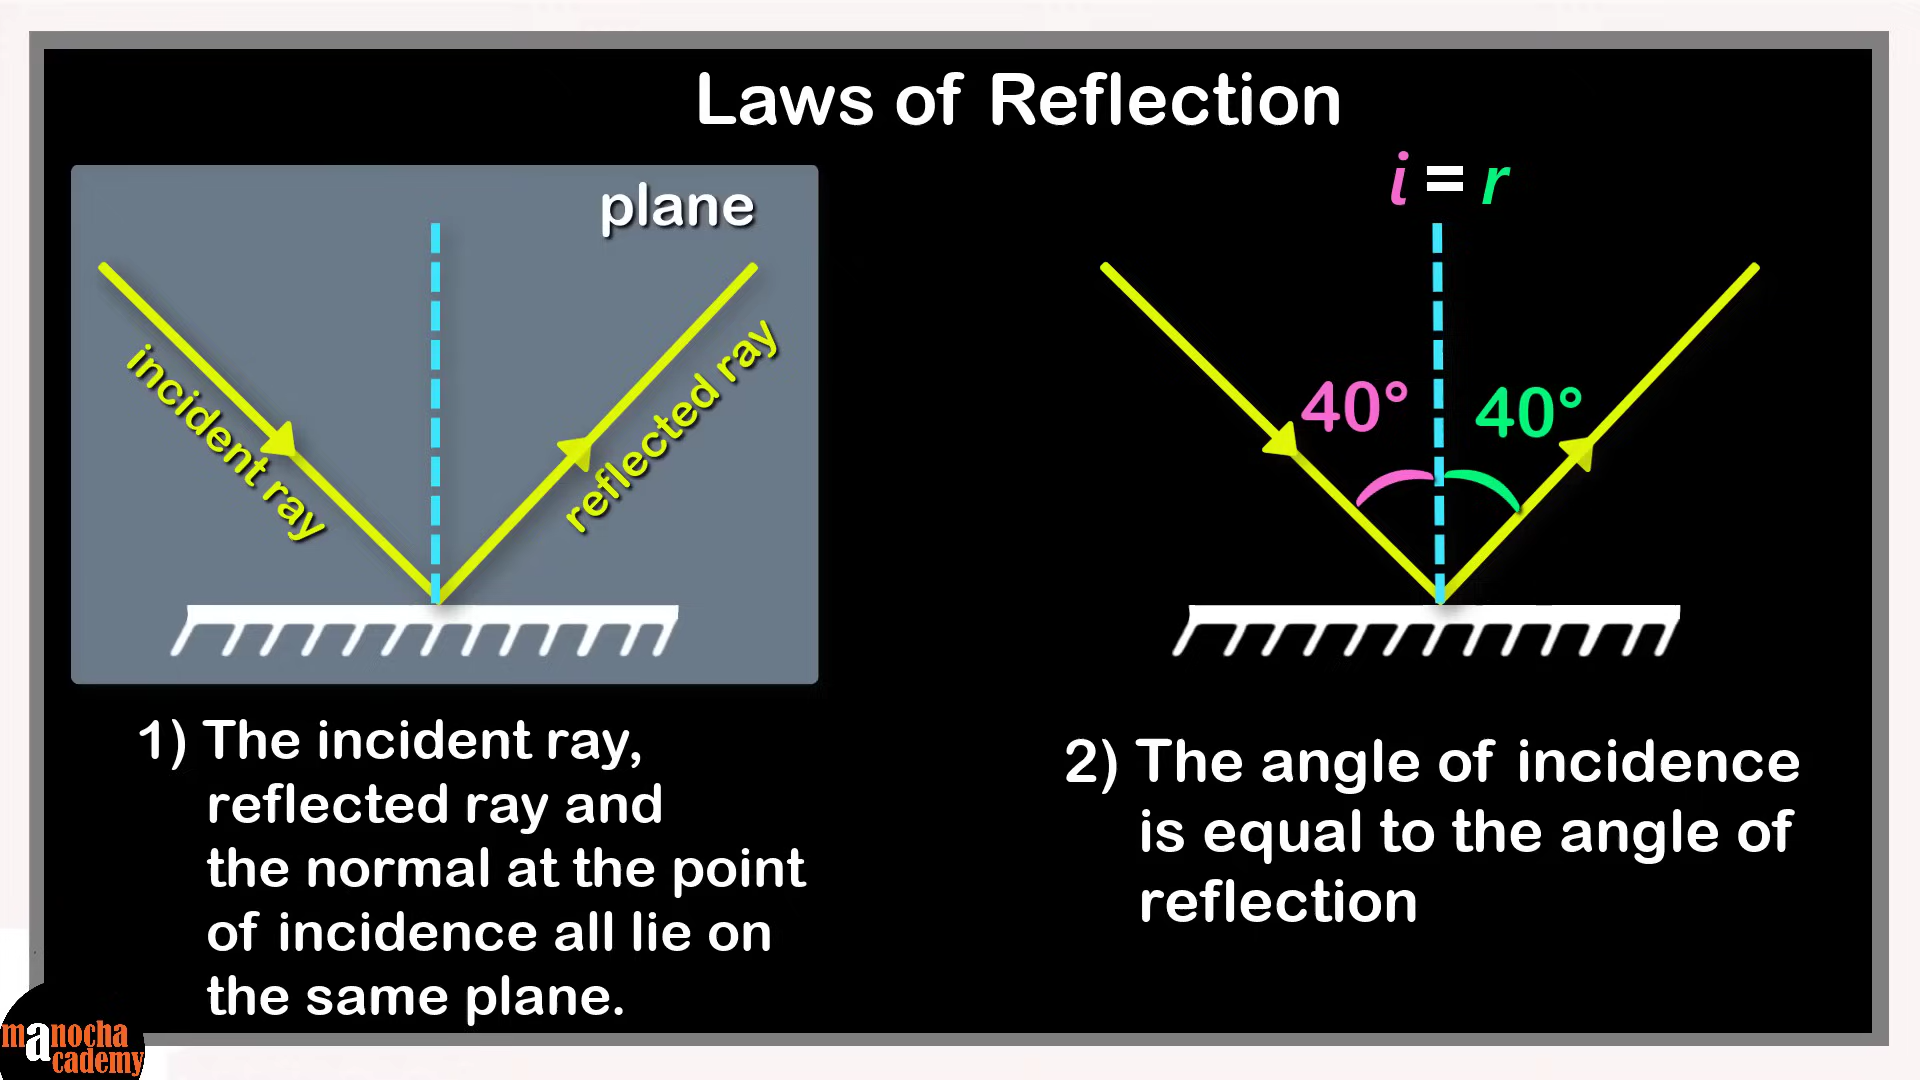 Laws of Reflection
plane
incident ray
reflected ray
1) The incident ray,
reflected ray and
the normal at the point
of incidence all lie on
the same plane.
i = r
40°
40°
2) The angle of incidence
is equal to the angle of
reflection
manocha
academy